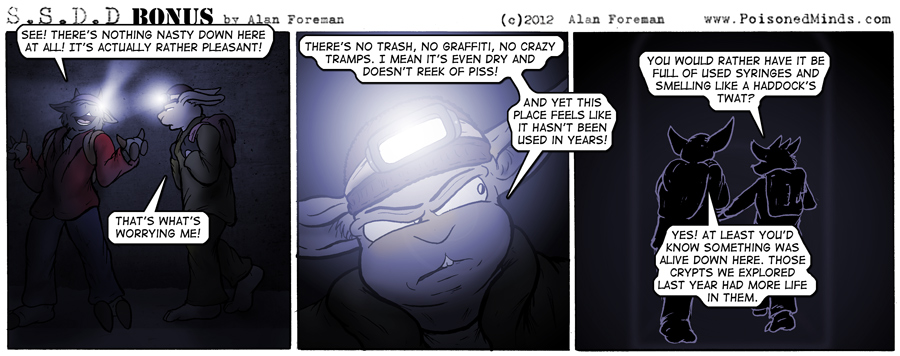 S.S.D.D BONUS by Alan Foreman (c)2012 Alan Foreman www.PoisonedMinds.com
SEE! THERE'S NOTHING NASTY DOWN HERE
AT ALL! IT'S ACTUALLY RATHER PLEASANT!
THAT'S WHAT'S
WORRYING ME!
THERE'S NO TRASH, NO GRAFFITI, NO CRAZY
TRAMPS. I MEAN IT'S EVEN DRY AND
DOESN'T REEK OF PISS!
AND YET THIS
PLACE FEELS LIKE
IT HASN'T BEEN
USED IN YEARS!
YOU WOULD RATHER HAVE IT BE
FULL OF USED SYRINGES AND
SMELLING LIKE A HADDOCK'S
TWAT?
YES! AT LEAST YOU'D
KNOW SOMETHING WAS
ALIVE DOWN HERE. THOSE
CRYPTS WE EXPLORED
LAST YEAR HAD MORE LIFE
IN THEM.